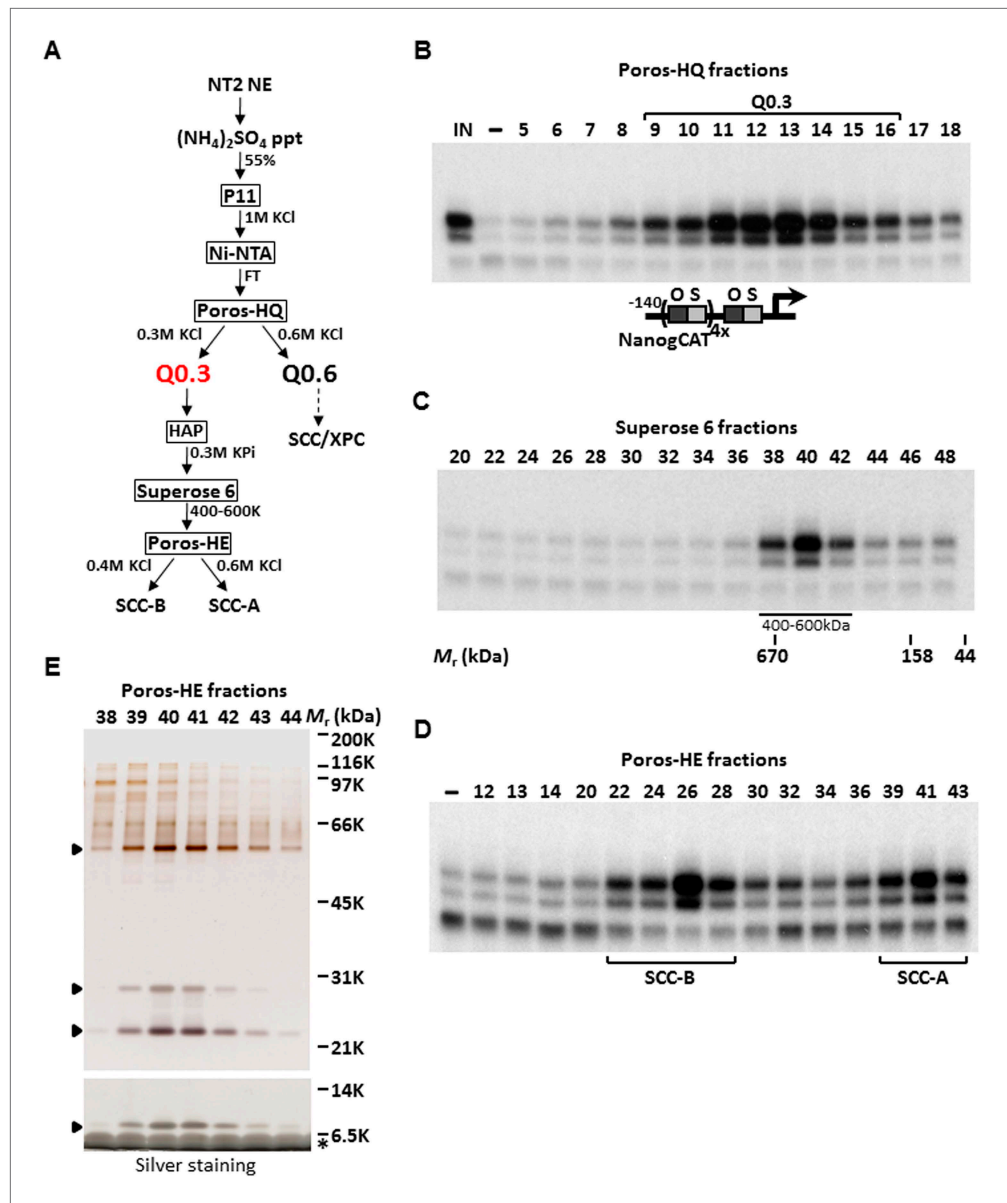 A
NT2 NE
(NH4)2SO4 ppt
55%
P11
1M KCl
Ni-NTA
FT
Poros-HQ
0.3M KCl 0.6M KCl
Q0.3 Q0.6
HAP SCC/XPC
0.3M KPi
Superose 6
400-600K
Poros-HE
0.4M KCl 0.6M KCl
SCC-B SCC-A
B
Poros-HQ fractions
Q0.3
IN – 5 6 7 8 9 10 11 12 13 14 15 16 17 18
-140 ( O S ) 4x O S
NanogCAT
C
Superose 6 fractions
20 22 24 26 28 30 32 34 36 38 40 42 44 46 48
400-600kDa
Mr (kDa) 670 158 44
D
Poros-HE fractions
– 12 13 14 20 22 24 26 28 30 32 34 36 39 41 43
SCC-B SCC-A
E
Poros-HE fractions
38 39 40 41 42 43 44 Mr (kDa)
200K
116K
97K
66K
45K
31K
21K
14K
6.5K
*
Silver staining